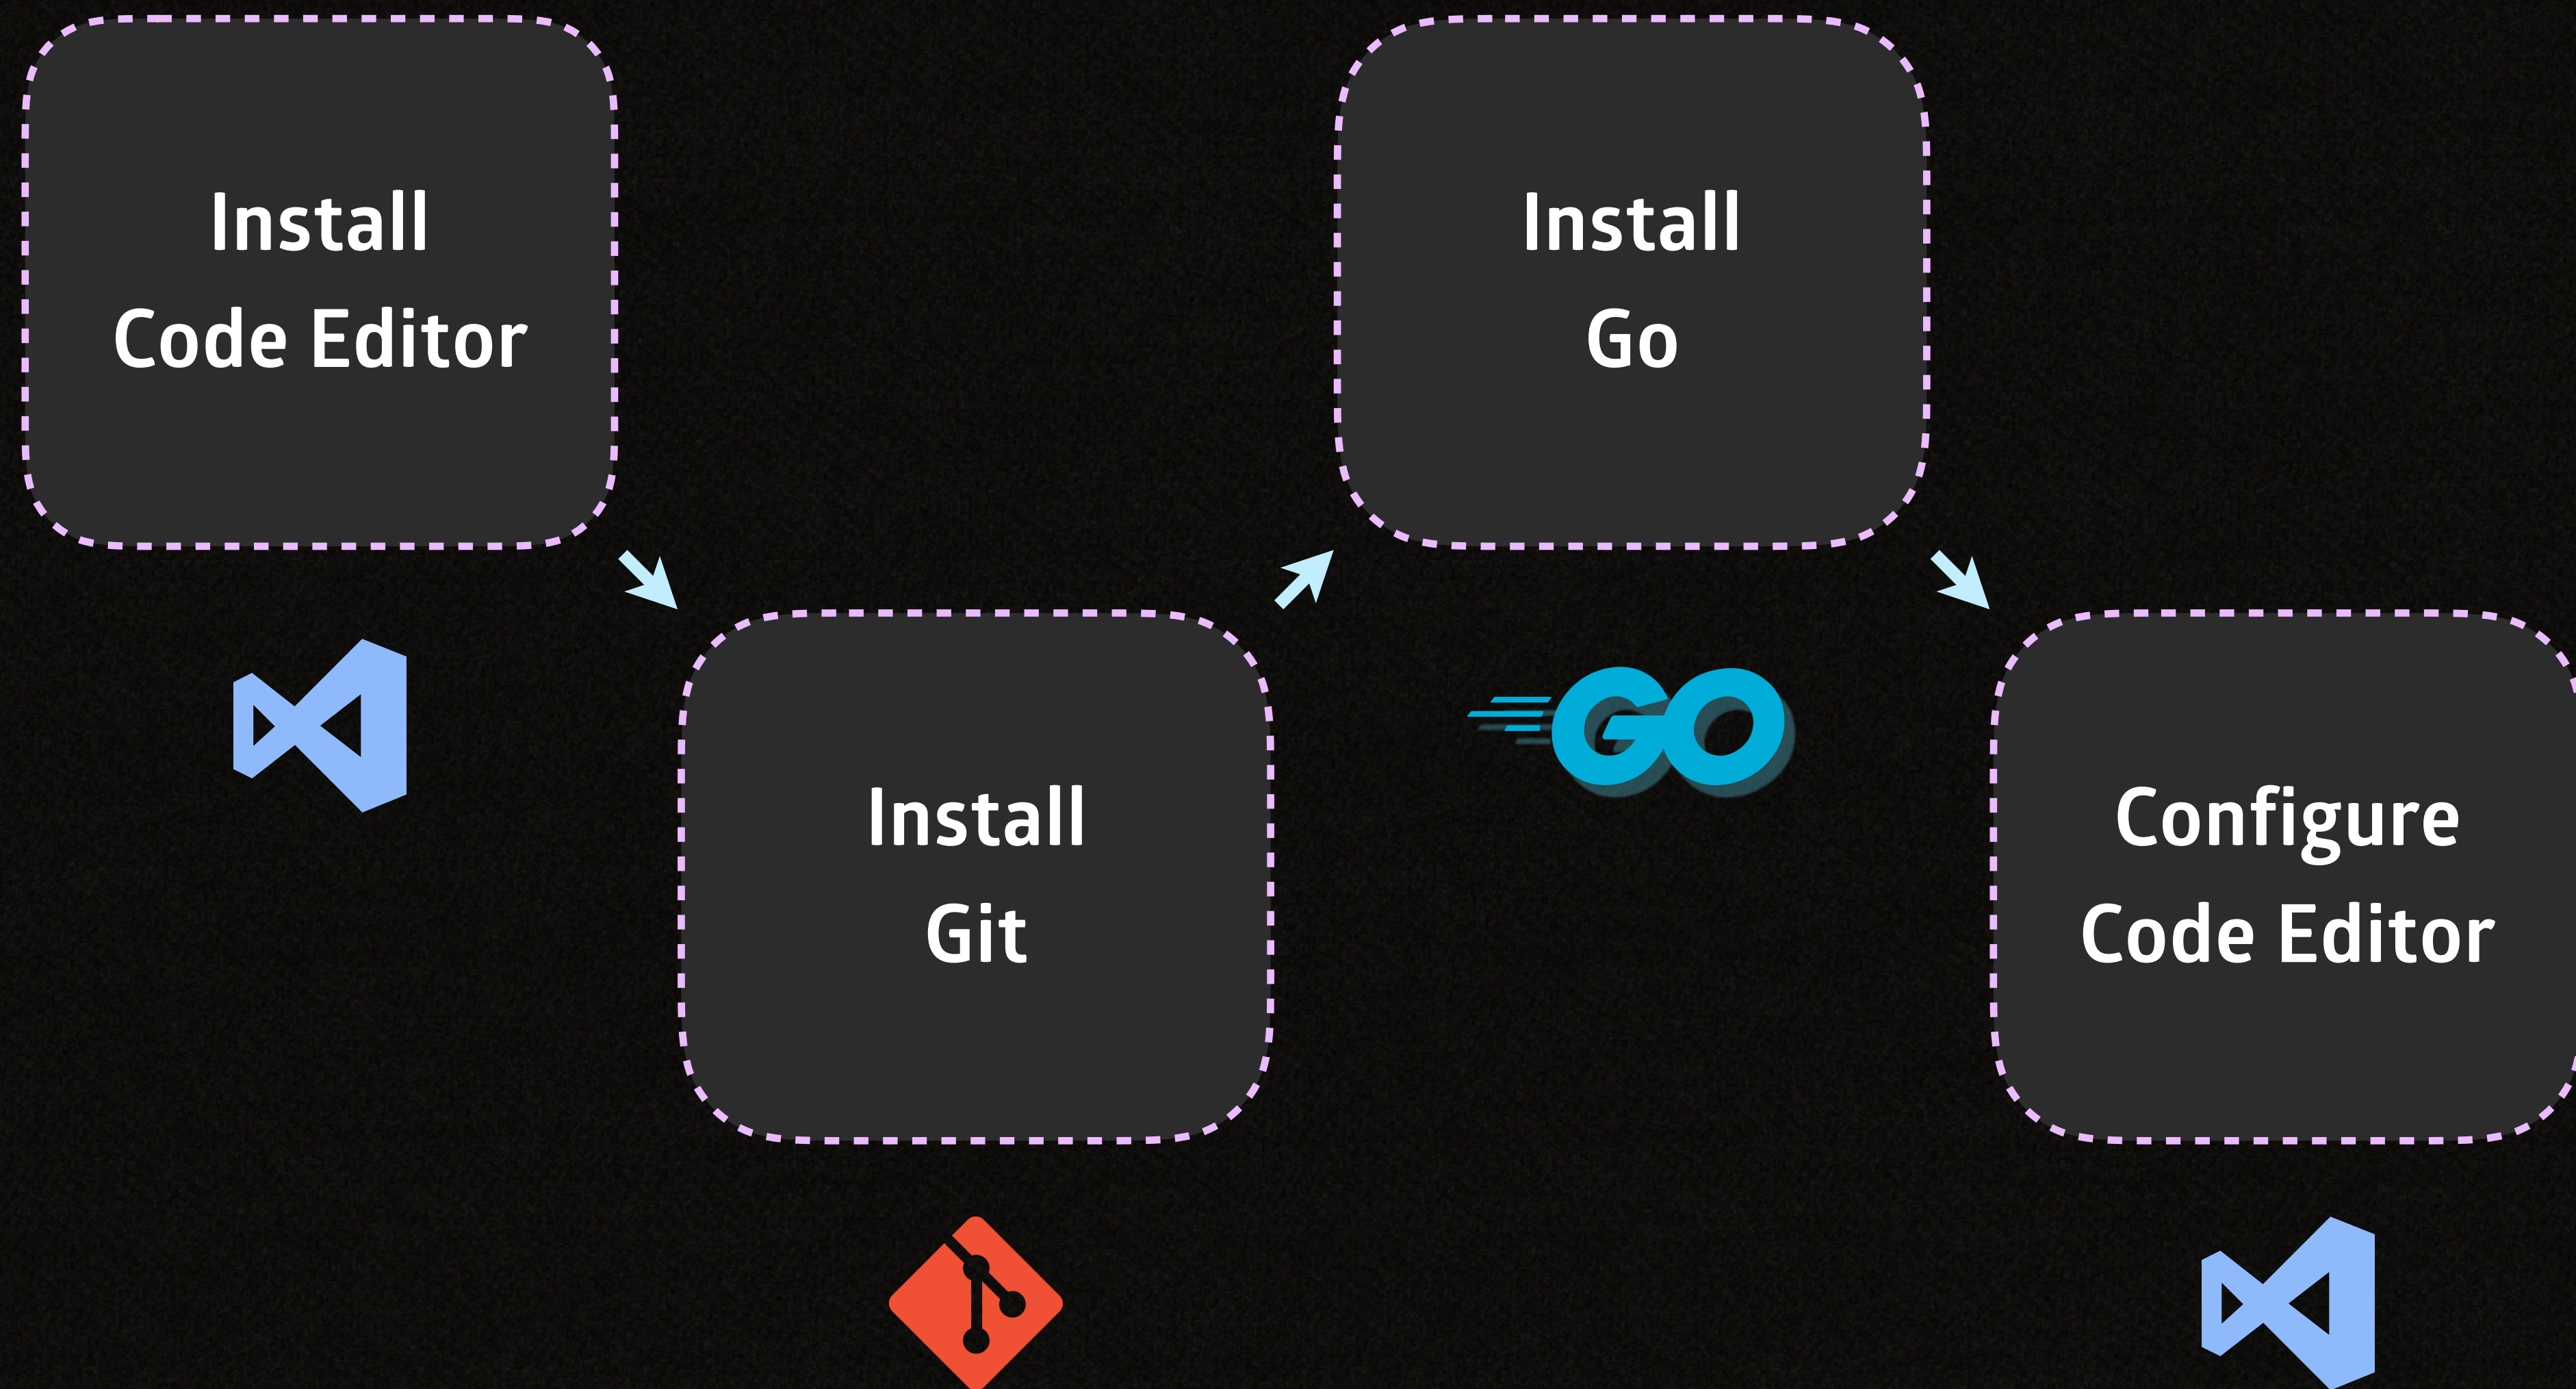 Install
Code Editor
Install
Git
Install
Go
GO
Configure
Code Editor